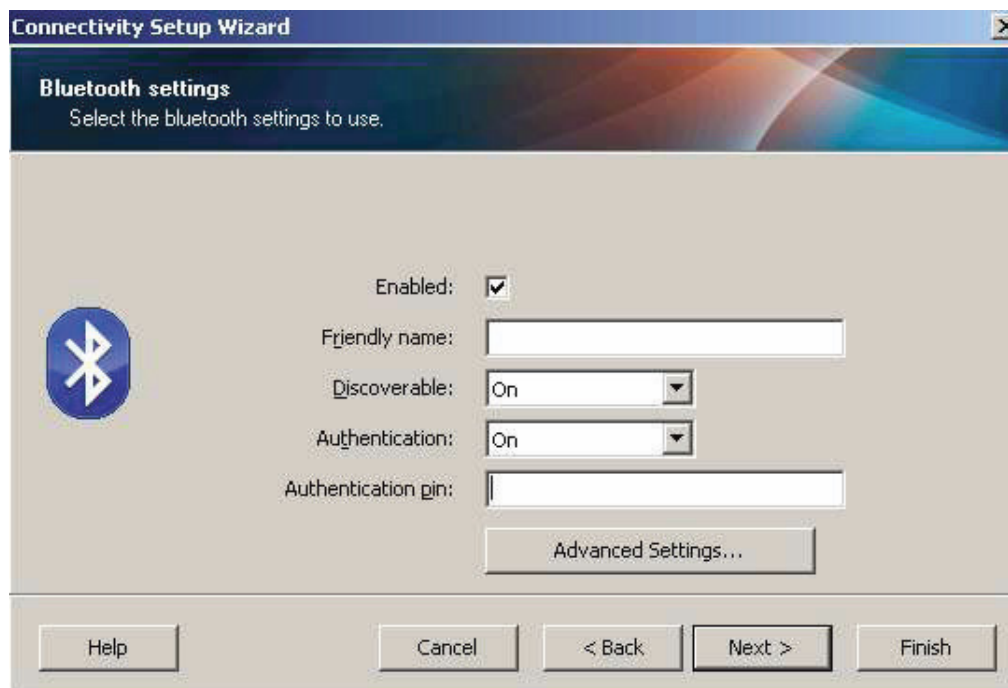 Connectivity Setup Wizard
Bluetooth settings
Select the bluetooth settings to use.
Enabled:
Friendly name:
Discoverable: On
Authentication: On
Authentication pin:
Advanced Settings...
Help Cancel < Back Next > Finish